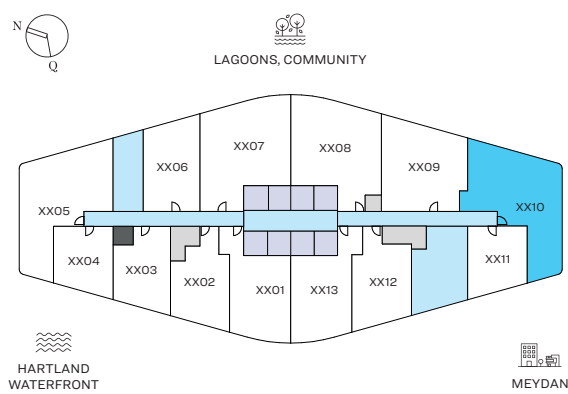 N
Q
LAGOONS, COMMUNITY
XX07
XX08
XX06
XX09
XX05
XX10
XX04
XX03
XX02
XX01
XX13
XX12
XX11
HARTLAND
WATERFRONT
MEYDAN